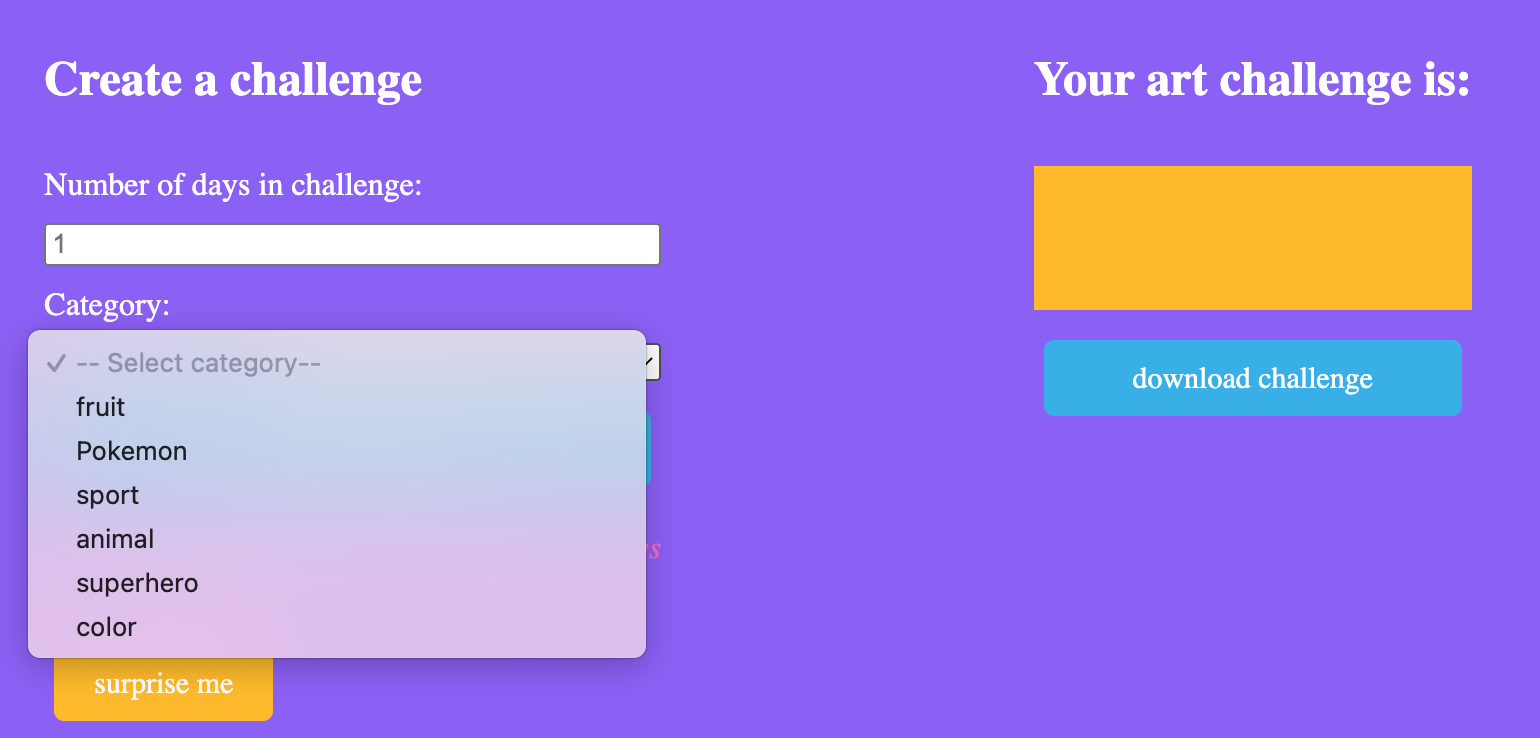 Create a challenge
Number of days in challenge:
1
Category:
-- Select category--
fruit
Pokemon
sport
animal
superhero
color
surprise me
Your art challenge is:
download challenge